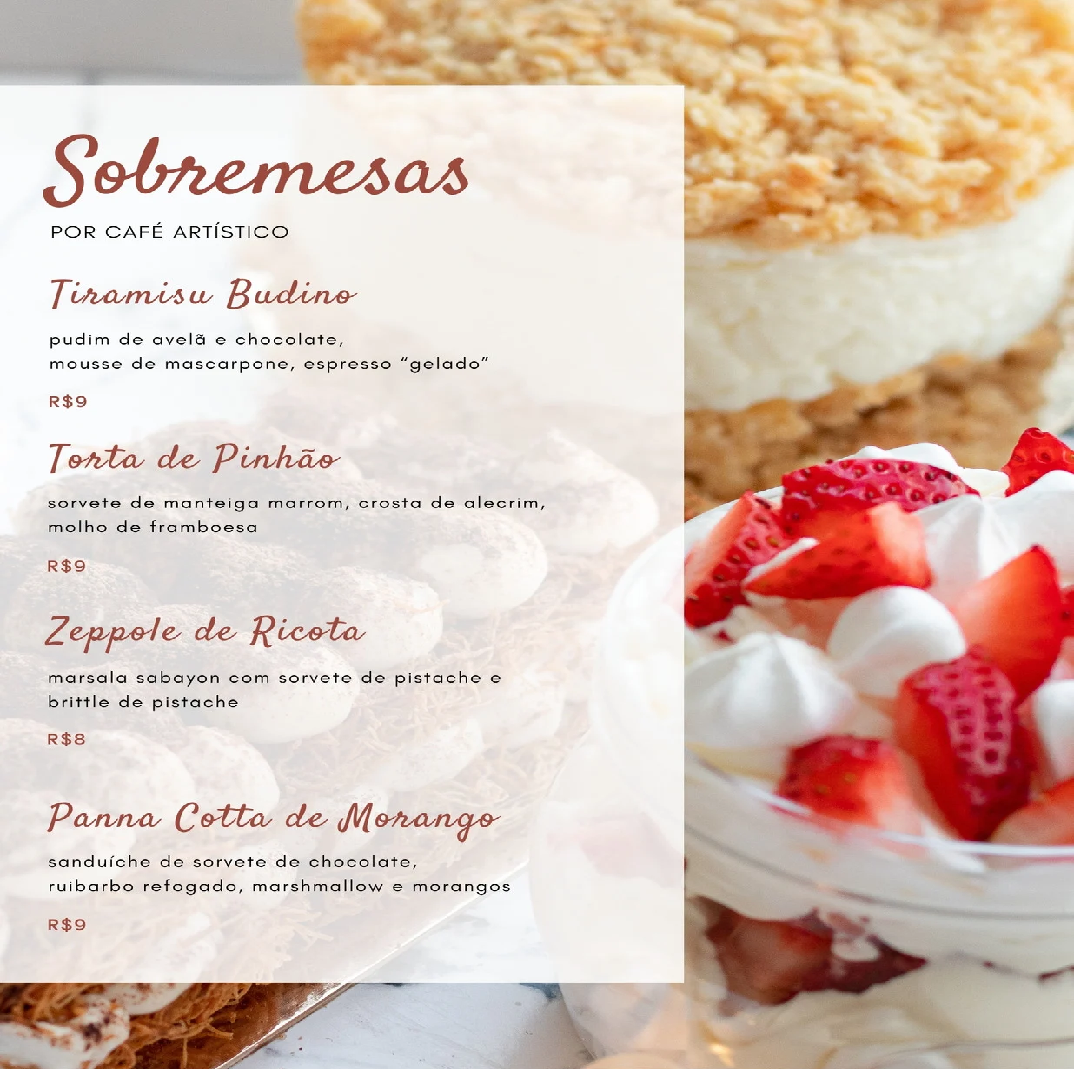 Sobremesas
POR CAFÉ ARTÍSTICO
Tiramisu Budino
pudim de avelã e chocolate,
mousse de mascarpone, espresso “gelado”
R$9
Torta de Pinhão
sorvete de manteiga marrom, crosta de alecrim,
molho de framboesa
R$9
Zeppole de Ricota
marsala sabayon com sorvete de pistache e
brittle de pistache
R$8
Panna Cotta de Morango
sanduíche de sorvete de chocolate,
ruibarbo refogado, marshmallow e morangos
R$9